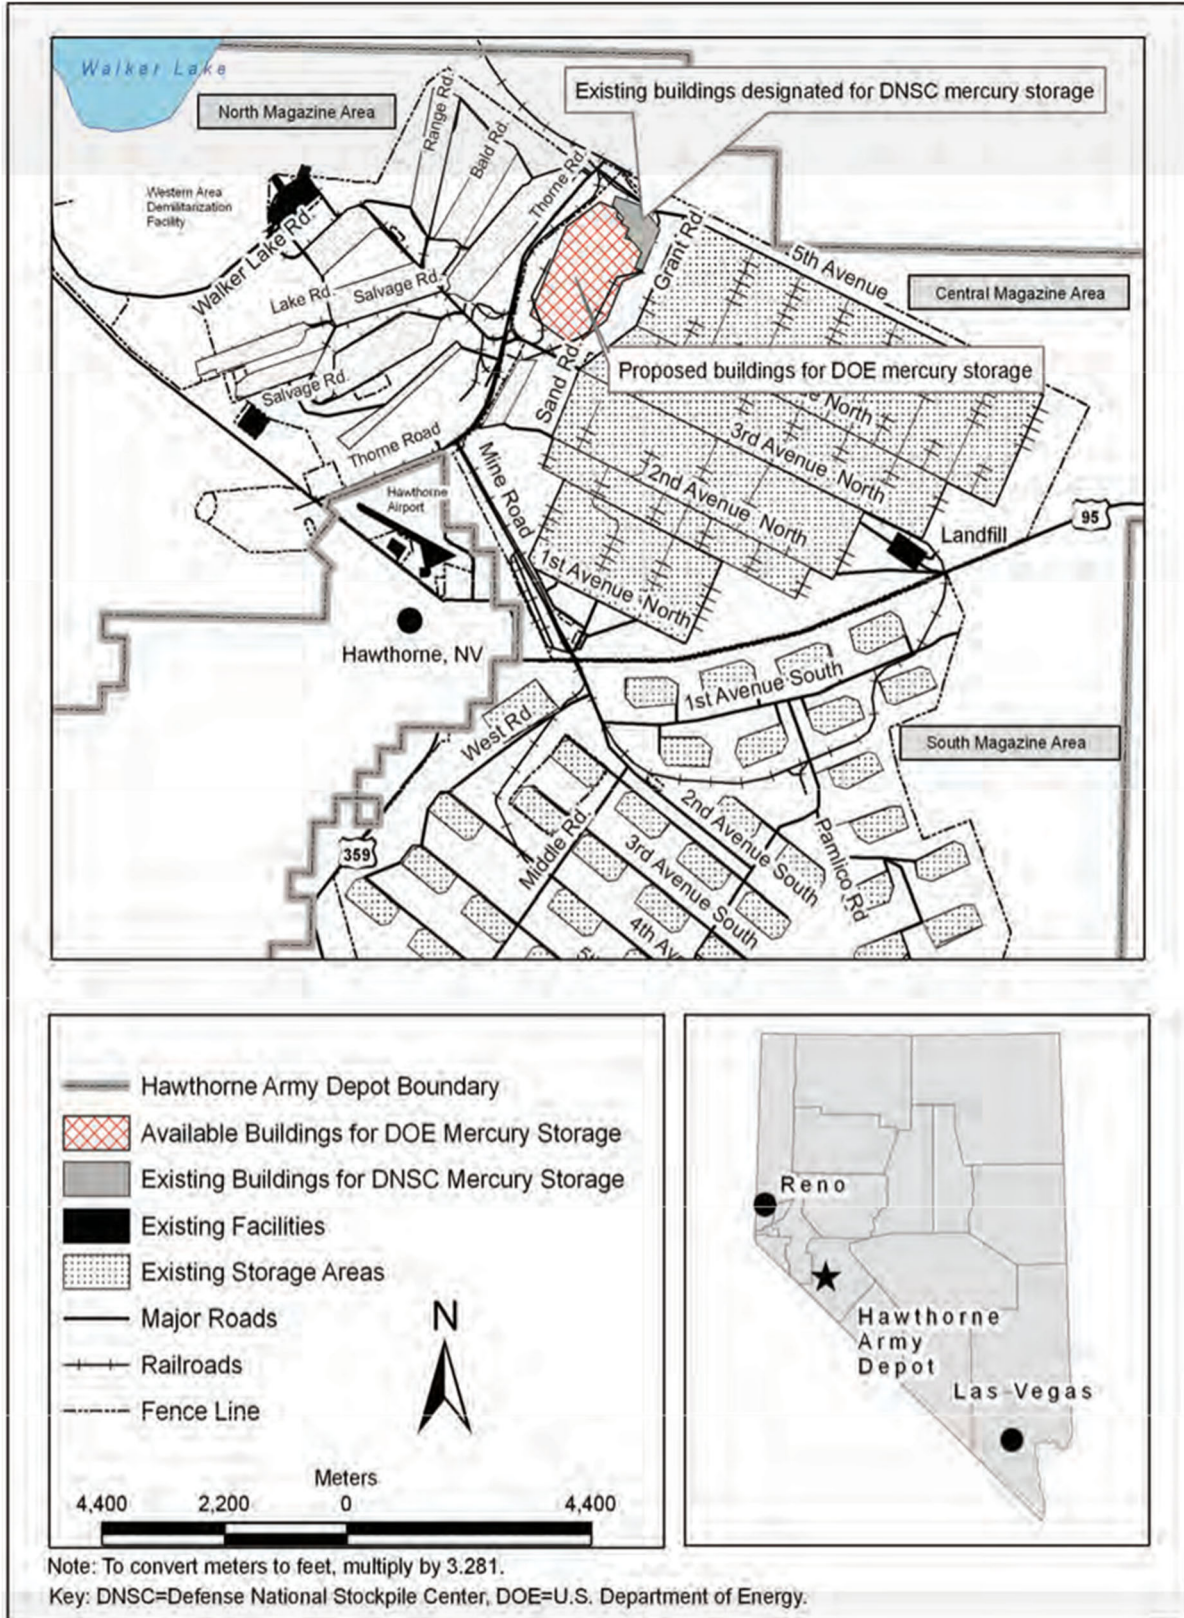 Walker Lake
North Magazine Area
Existing buildings designated for DNSC mercury storage
Range Rd.
Bald Rd.
Thorne Rd.
Western Area
Demilitarization
Facility
Walker Lake Rd.
Grant Rd
5th Avenue
Lake Rd.
Salvage Rd.
Central Magazine Area
Proposed buildings for DOE mercury storage
Sand Rd.
Salvage Rd.
North
3rd Avenue North
Thorne Road
Mine Road
2nd Avenue North
Hawthorne
Airport
95
Landfill
1st Avenue North
Hawthorne, NV
1st Avenue South
West Rd.
South Magazine Area
2nd Avenue South
Middle Rd.
3rd Avenue South
Pamlico Rd
359
4th Av
Hawthorne Army Depot Boundary
Available Buildings for DOE Mercury Storage
Existing Buildings for DNSC Mercury Storage
Existing Facilities
Existing Storage Areas
Major Roads
Railroads
Fence Line
N
Meters
4,400 2,200 0 4,400
Reno
Hawthorne
Army
Depot
Las Vegas
Note: To convert meters to feet, multiply by 3.281.
Key: DNSC=Defense National Stockpile Center, DOE=U.S. Department of Energy.